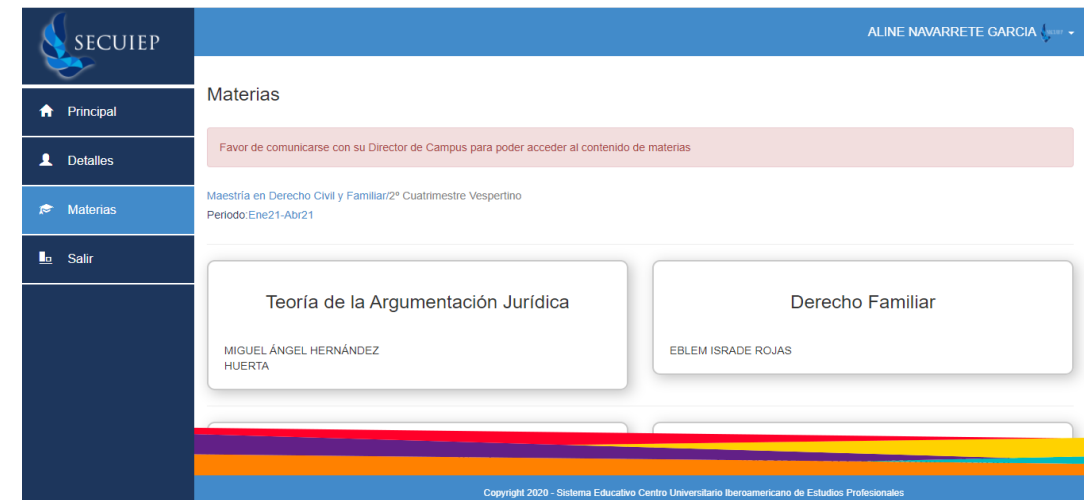 SECUIEP
ALINE NAVARRETE GARCIA
Principal
Detalles
Materias
Salir
Materias
Favor de comunicarse con su Director de Campus para poder acceder al contenido de materias
Maestría en Derecho Civil y Familiar/2º Cuatrimestre Vespertino
Periodo:Ene21-Abr21
Teoría de la Argumentación Jurídica
MIGUEL ÁNGEL HERNÁNDEZ
HUERTA
Derecho Familiar
EBLEM ISRADE ROJAS
Copyright 2020 - Sistema Educativo Centro Universitario Iberoamericano de Estudios Profesionales